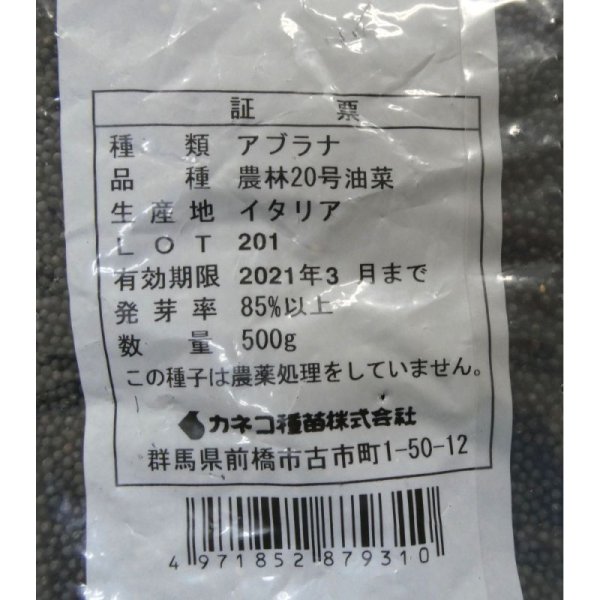 証 票
種 類 アブラナ
品 種 農林20号油菜
生産地 イタリア
LOT 201
有効期限 2021年3月まで
発芽率 85%以上
数 量 500g
この種子は農薬処理をしていません。
カネコ種苗株式会社
群馬県前橋市古市町1-50-12
4971852879310